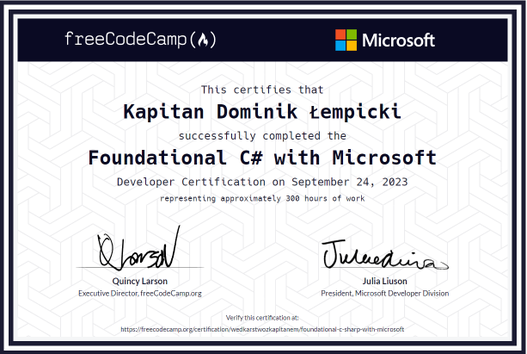 freeCodeCamp(🔥) Microsoft
This certifies that
Kapitan Dominik Łempicki
successfully completed the
Foundational C# with Microsoft
Developer Certification on September 24, 2023
representing approximately 300 hours of work
Quincy Larson
Executive Director, freeCodeCamp.org
Julia Liuson
President, Microsoft Developer Division
Verify this certification at:
https://freecodecamp.org/certification/wedkarstwozkapitanem/foundational-c-sharp-with-microsoft